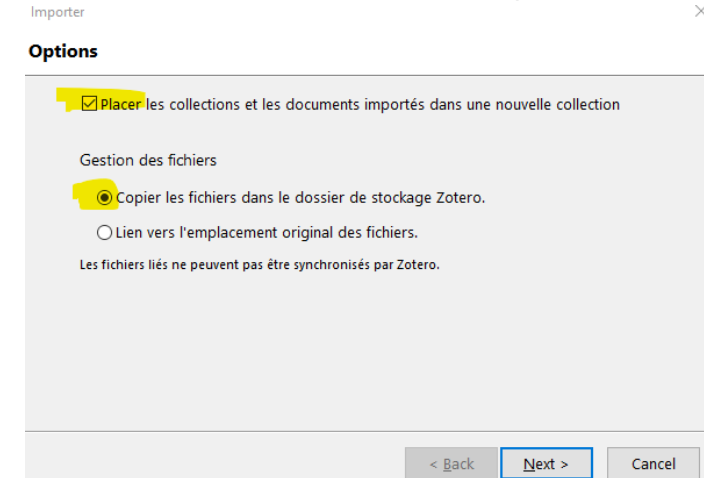 Importer
Options
Placer les collections et les documents importés dans une nouvelle collection
Gestion des fichiers
Copier les fichiers dans le dossier de stockage Zotero.
Lien vers l'emplacement original des fichiers.
Les fichiers liés ne peuvent pas être synchronisés par Zotero.
< Back Next > Cancel